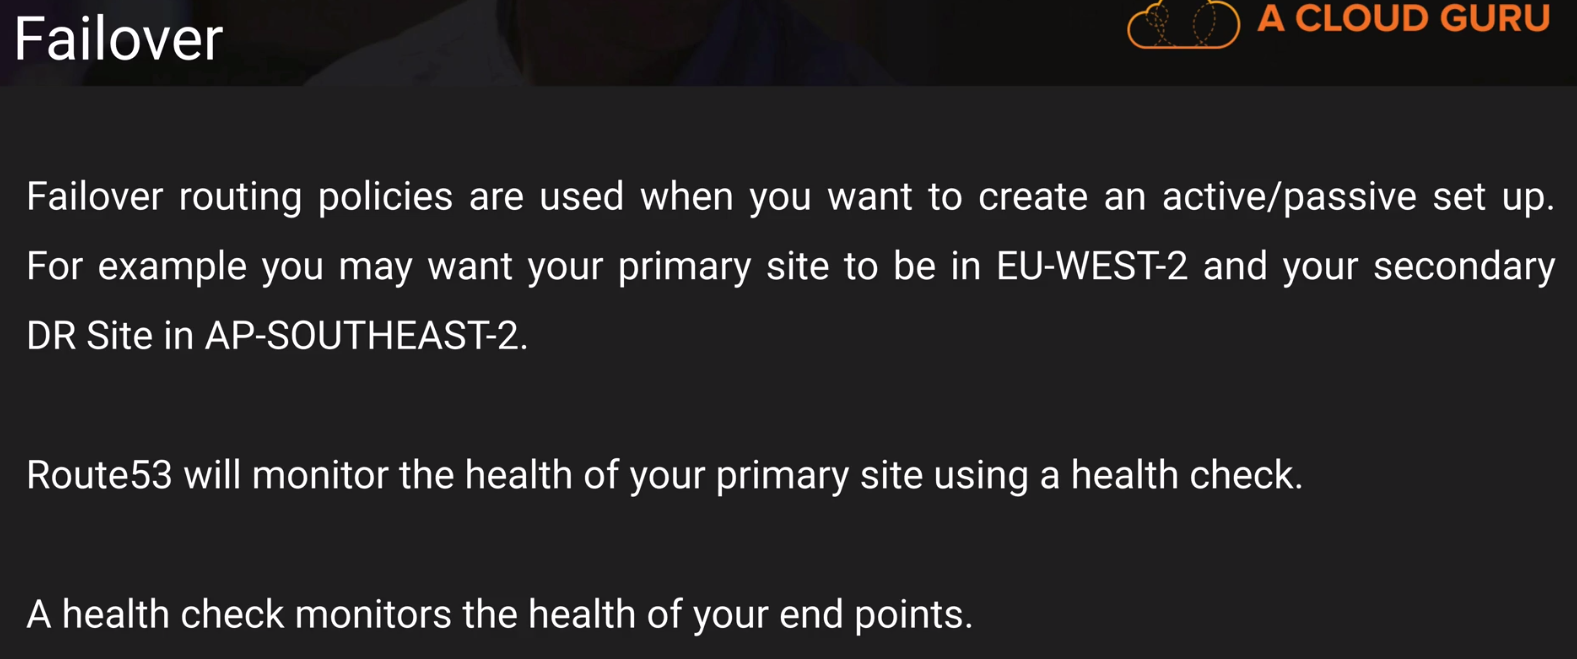 Failover
A CLOUD GURU
Failover routing policies are used when you want to create an active/passive set up.
For example you may want your primary site to be in EU-WEST-2 and your secondary
DR Site in AP-SOUTHEAST-2.
Route53 will monitor the health of your primary site using a health check.
A health check monitors the health of your end points.